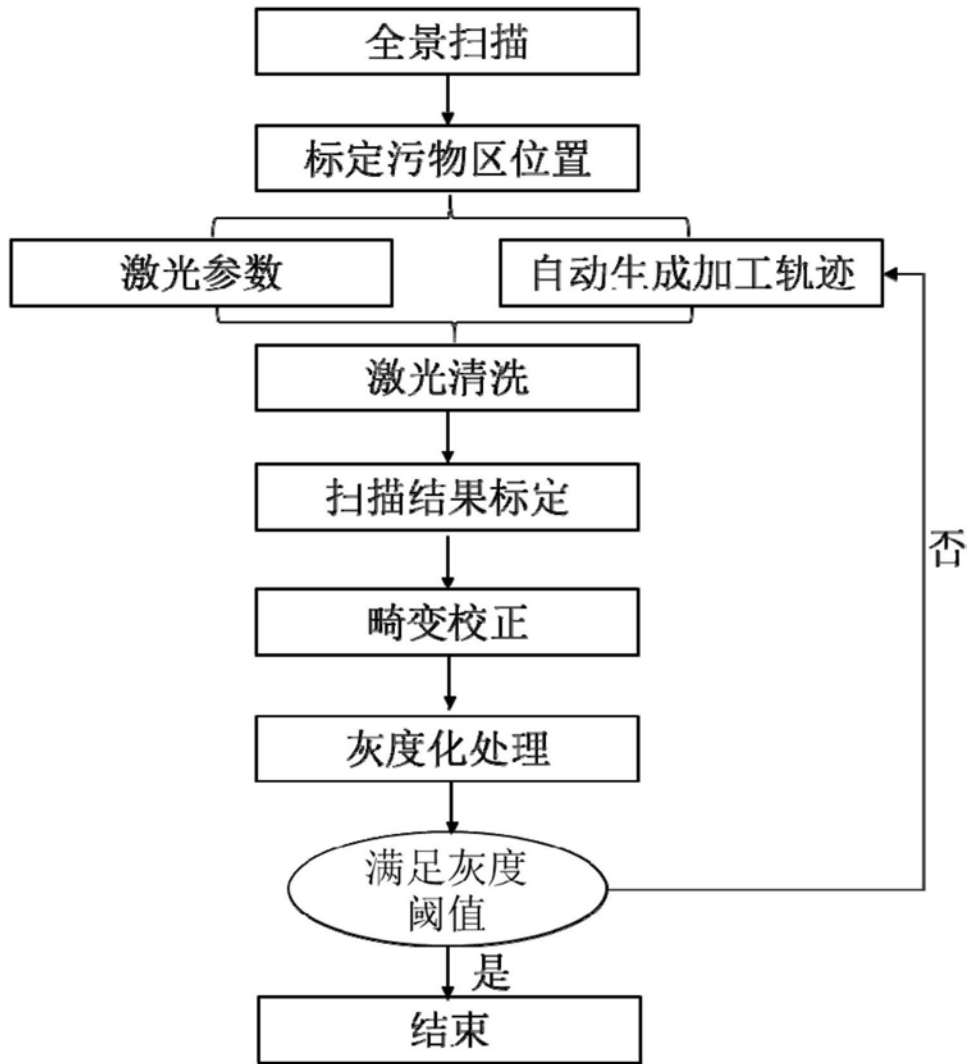 全景扫描
标定污物区位置
激光参数
自动生成加工轨迹
激光清洗
扫描结果标定
畸变校正
灰度化处理
满足灰度
阈值
否
是
结束